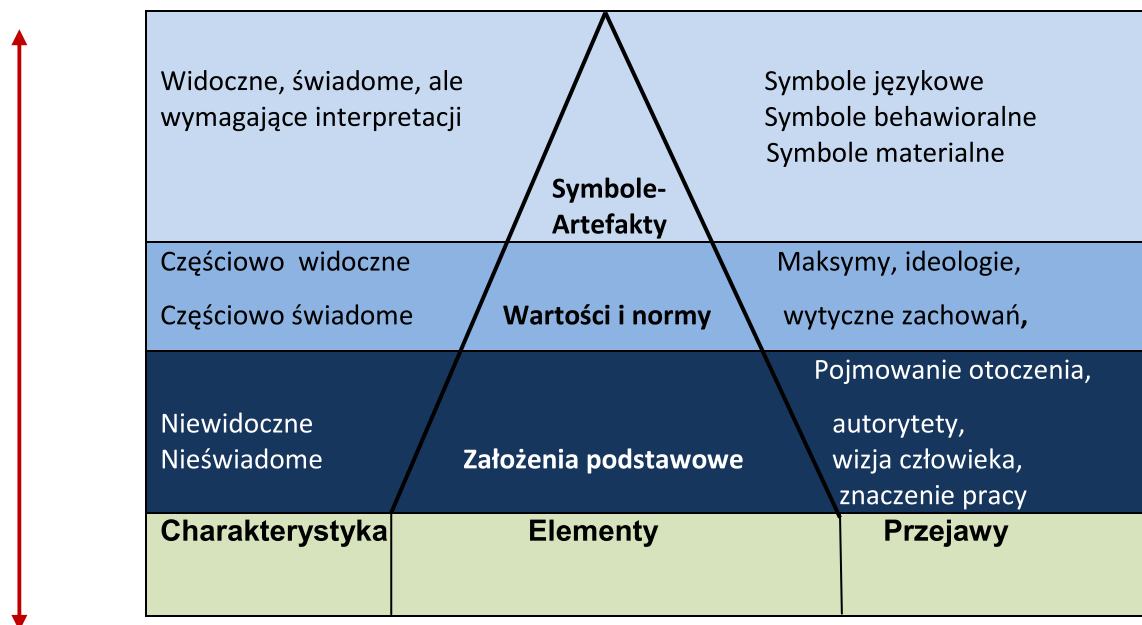 Widoczne, świadome, ale
wymagające interpretacji
Symbole językowe
Symbole behawioralne
Symbole materialne
Symbole-
Artefakty
Częściowo widoczne
Maksymy, ideologie,
Częściowo świadome
Wartości i normy
wytyczne zachowań,
Pojmowanie otoczenia,
Niewidoczne
autorytety,
Nieświadome
Założenia podstawowe
wizja człowieka,
znaczenie pracy
Charakterystyka
Elementy
Przejawy